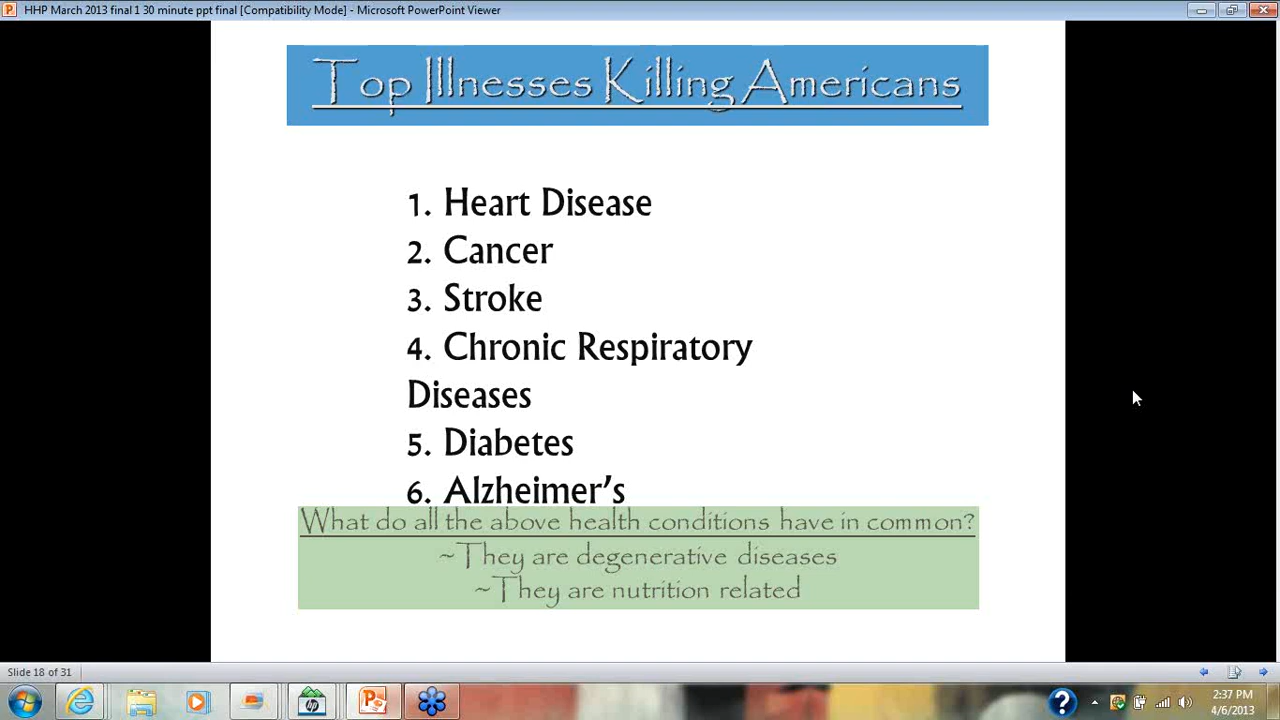 HHP March 2013 final 1 30 minute ppt final [Compatibility Mode] - Microsoft PowerPoint Viewer
Top Illnesses Killing Americans
1. Heart Disease
2. Cancer
3. Stroke
4. Chronic Respiratory
Diseases
5. Diabetes
6. Alzheimer’s
What do all the above health conditions have in common?
~They are degenerative diseases
~They are nutrition related
Slide 18 of 31
2:37 PM
4/6/2013